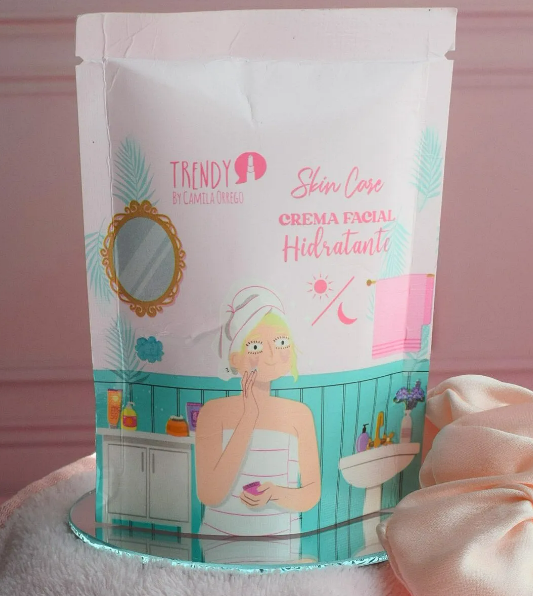 TRENDY
BY CAMILA ORREGO
Skin Care
CREMA FACIAL
Hidratante